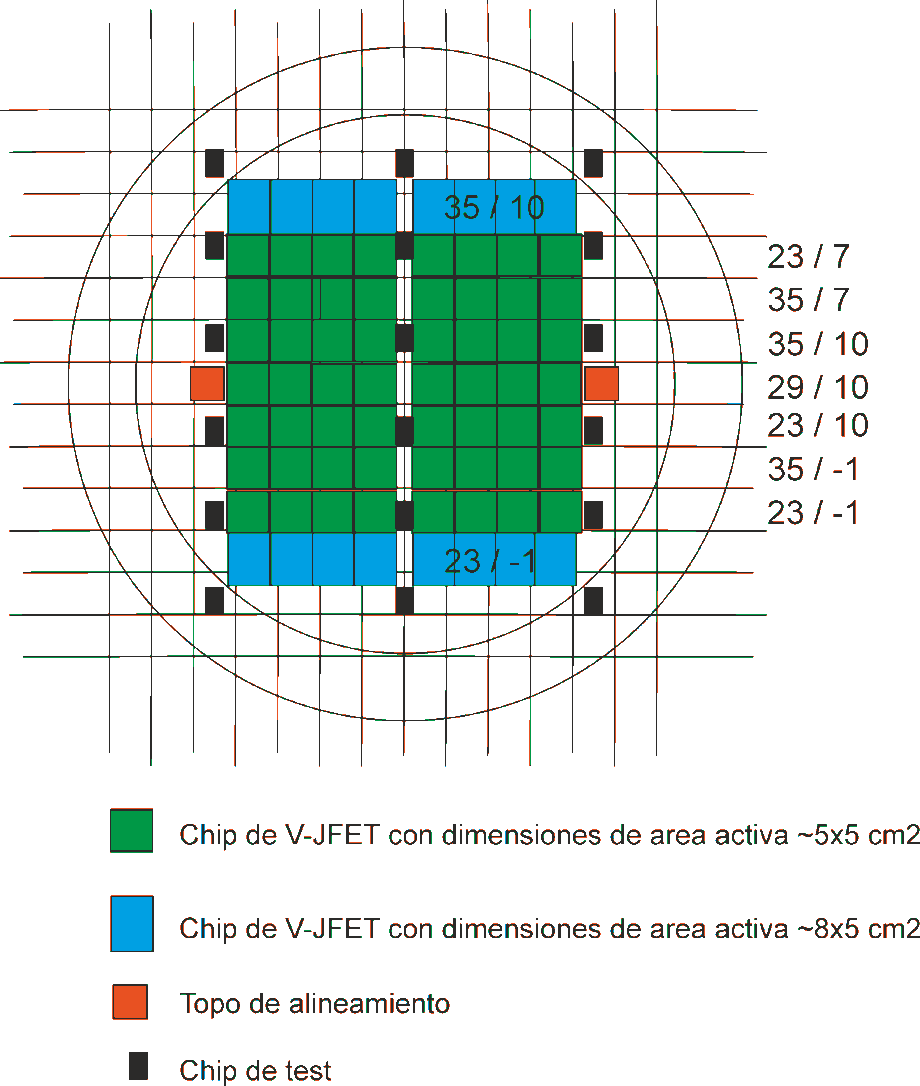 35 / 10
23 / 7
35 / 7
35 / 10
29 / 10
23 / 10
35 / -1
23 / -1
23 / -1
Chip de V-JFET con dimensiones de area activa ~5x5 cm2
Chip de V-JFET con dimensiones de area activa ~8x5 cm2
Topo de alineamiento
Chip de test